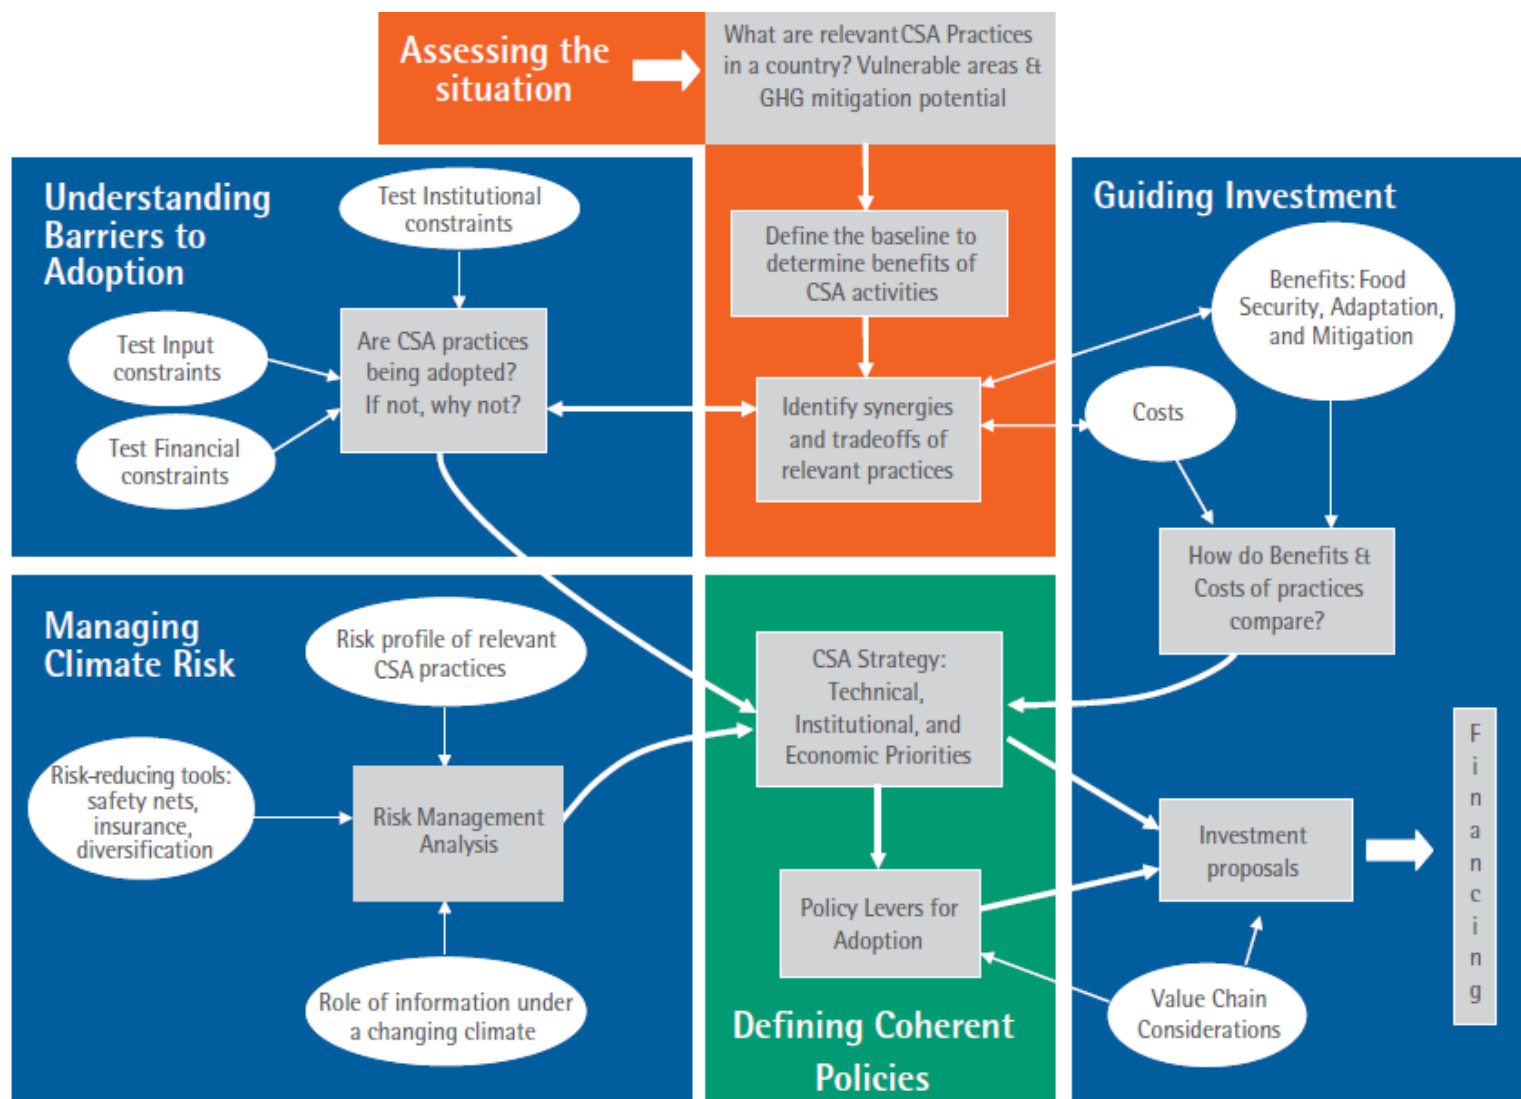 Assessing the
situation
What are relevant CSA Practices
in a country? Vulnerable areas &
GHG mitigation potential
Understanding
Barriers to
Adoption
Test Institutional
constraints
Test Input
constraints
Test Financial
constraints
Are CSA practices
being adopted?
If not, why not?
Define the baseline to
determine benefits of
CSA activities
Identify synergies
and tradeoffs of
relevant practices
Guiding Investment
Benefits: Food
Security, Adaptation,
and Mitigation
Costs
How do Benefits &
Costs of practices
compare?
Managing
Climate Risk
Risk profile of relevant
CSA practices
Risk-reducing tools:
safety nets,
insurance,
diversification
Risk Management
Analysis
Role of information under
a changing climate
CSA Strategy:
Technical,
Institutional, and
Economic Priorities
Policy Levers for
Adoption
Defining Coherent
Policies
Investment
proposals
Value Chain
Considerations
Financing